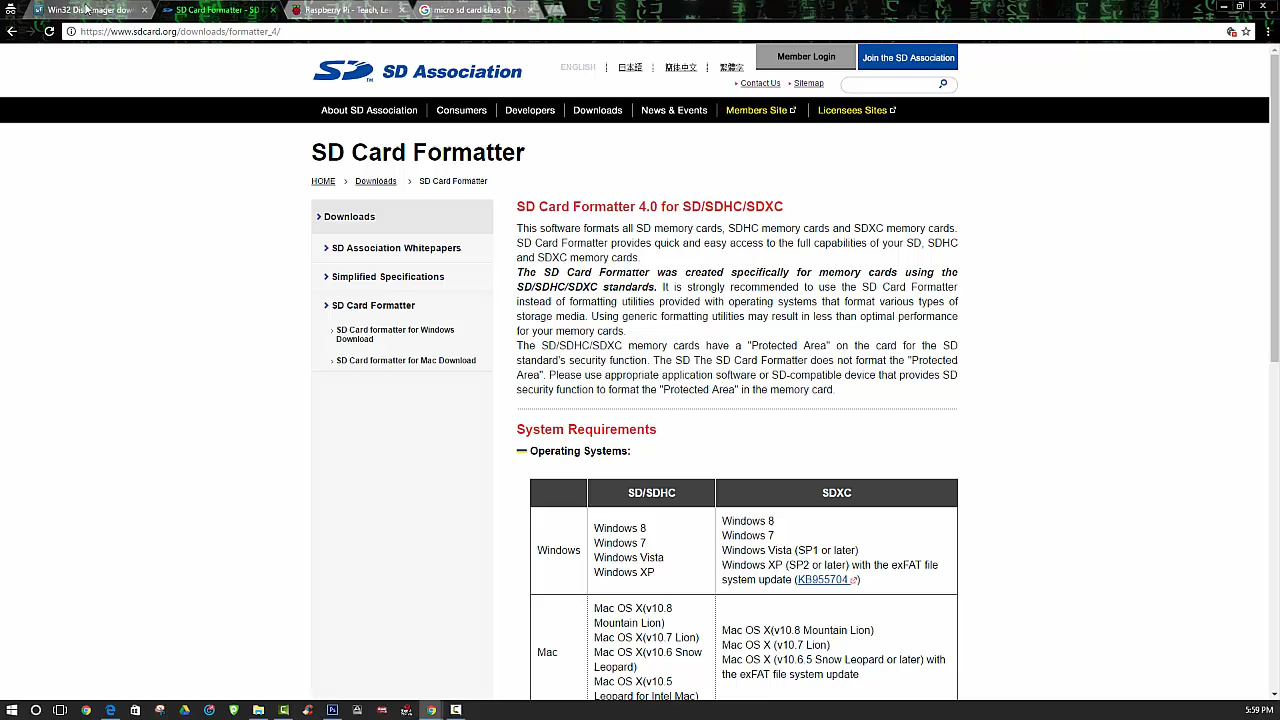 Win32 Disk Imager dow
SD Card Formatter - SD
Raspberry Pi - Teach, Le
micro sd card class 10 -
https://www.sdcard.org/downloads/formatter_4/
SD Association
ENGLISH
日本語
简体中文
繁體字
Member Login
Join the SD Association
Contact Us
Sitemap
About SD Association
Consumers
Developers
Downloads
News & Events
Members Site
Licensees Sites
SD Card Formatter
HOME > Downloads > SD Card Formatter
Downloads
SD Association Whitepapers
Simplified Specifications
SD Card Formatter
SD Card formatter for Windows
Download
SD Card formatter for Mac Download
SD Card Formatter 4.0 for SD/SDHC/SDXC
This software formats all SD memory cards, SDHC memory cards and SDXC memory cards.
SD Card Formatter provides quick and easy access to the full capabilities of your SD, SDHC
and SDXC memory cards.
The SD Card Formatter was created specifically for memory cards using the
SD/SDHC/SDXC standards. It is strongly recommended to use the SD Card Formatter
instead of formatting utilities provided with operating systems that format various types of
storage media. Using generic formatting utilities may result in less than optimal performance
for your memory cards.
The SD/SDHC/SDXC memory cards have a "Protected Area" on the card for the SD
standard's security function. The SD The SD Card Formatter does not format the "Protected
Area". Please use appropriate application software or SD-compatible device that provides SD
security function to format the "Protected Area" in the memory card.
System Requirements
Operating Systems:
SD/SDHC
SDXC
Windows
Windows 8
Windows 7
Windows Vista
Windows XP
Windows 8
Windows 7
Windows Vista (SP1 or later)
Windows XP (SP2 or later) with the exFAT file
system update (KB955704)
Mac
Mac OS X(v10.8
Mountain Lion)
Mac OS X(v10.7 Lion)
Mac OS X(v10.6 Snow
Leopard)
Mac OS X(v10.5
Leopard for Intel Mac)
Mac OS X(v10.8 Mountain Lion)
Mac OS X (v10.7 Lion)
Mac OS X (v10.6.5 Snow Leopard or later) with
the exFAT file system update
5:59 PM